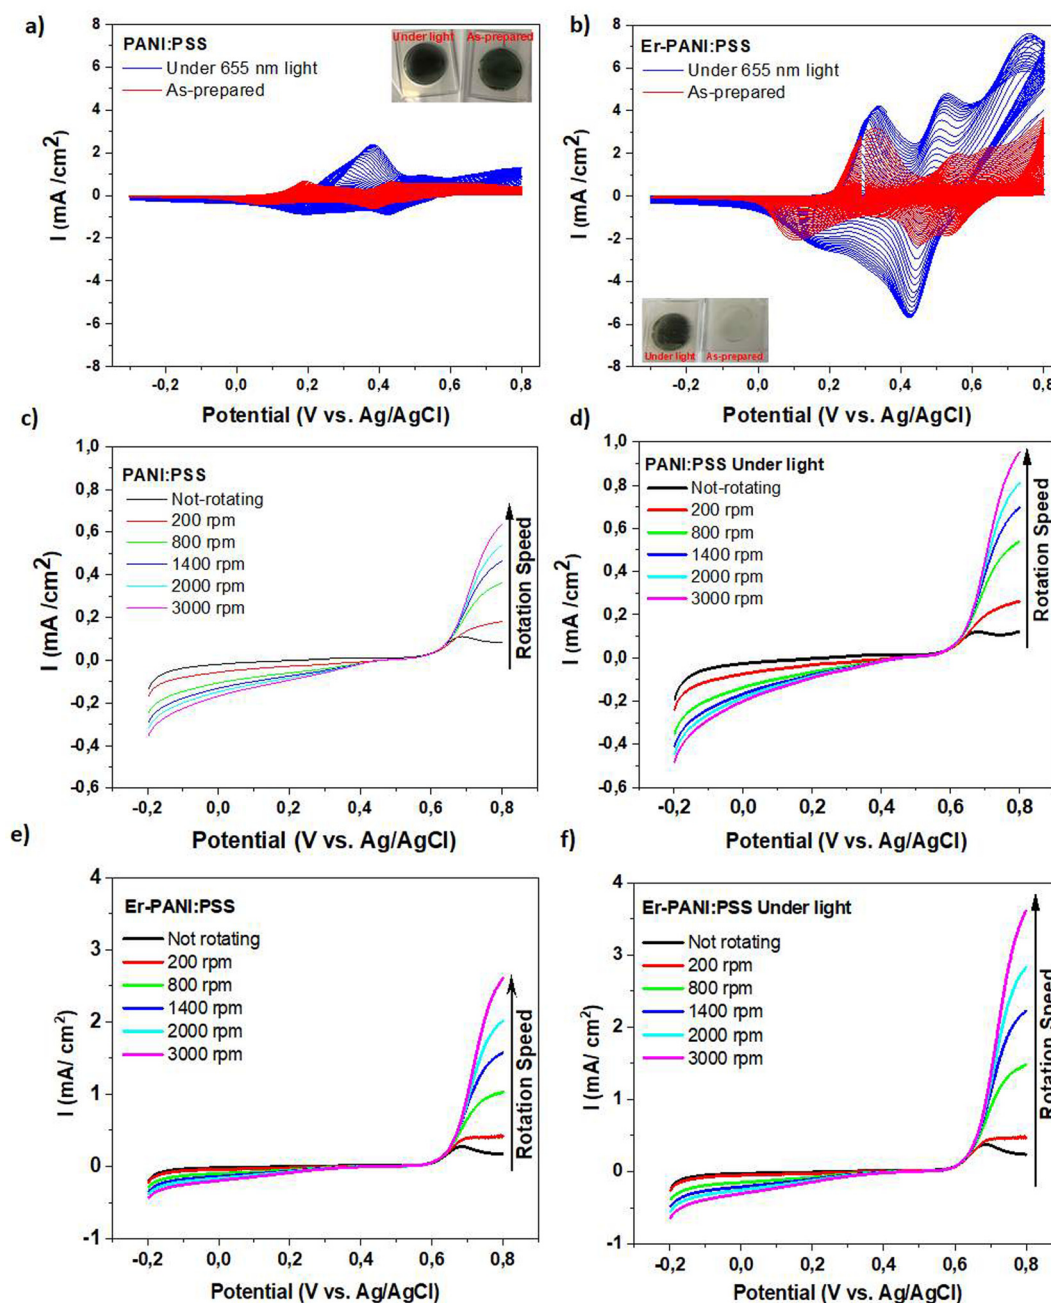 a)
8
6
4
2
0
-2
-4
-6
-8
I (mA /cm2)
PANI:PSS
Under 655 nm light
As-prepared
Under light
As-prepared
-0,2
0,0
0,2
0,4
0,6
0,8
Potential (V vs. Ag/AgCl)
b)
8
6
4
2
0
-2
-4
-6
-8
I (mA /cm2)
Er-PANI:PSS
Under 655 nm light
As-prepared
Under light
As-prepared
-0,2
0,0
0,2
0,4
0,6
0,8
Potential (V vs. Ag/AgCl)
c)
1,0
0,8
0,6
0,4
0,2
0,0
-0,2
-0,4
-0,6
I (mA /cm2)
PANI:PSS
Not-rotating
200 rpm
800 rpm
1400 rpm
2000 rpm
3000 rpm
Rotation Speed
-0,2
0,0
0,2
0,4
0,6
0,8
Potential (V vs. Ag/AgCl)
d)
1,0
0,8
0,6
0,4
0,2
0,0
-0,2
-0,4
-0,6
I (mA /cm2)
PANI:PSS Under light
Not-rotating
200 rpm
800 rpm
1400 rpm
2000 rpm
3000 rpm
Rotation Speed
-0,2
0,0
0,2
0,4
0,6
0,8
Potential (V vs. Ag/AgCl)
e)
4
3
2
1
0
-1
I (mA/ cm2)
Er-PANI:PSS
Not rotating
200 rpm
800 rpm
1400 rpm
2000 rpm
3000 rpm
Rotation Speed
-0,2
0,0
0,2
0,4
0,6
0,8
Potential (V vs. Ag/AgCl)
f)
4
3
2
1
0
-1
I (mA/ cm2)
Er-PANI:PSS Under light
Not rotating
200 rpm
800 rpm
1400 rpm
2000 rpm
3000 rpm
Rotation Speed
-0,2
0,0
0,2
0,4
0,6
0,8
Potential (V vs. Ag/AgCl)